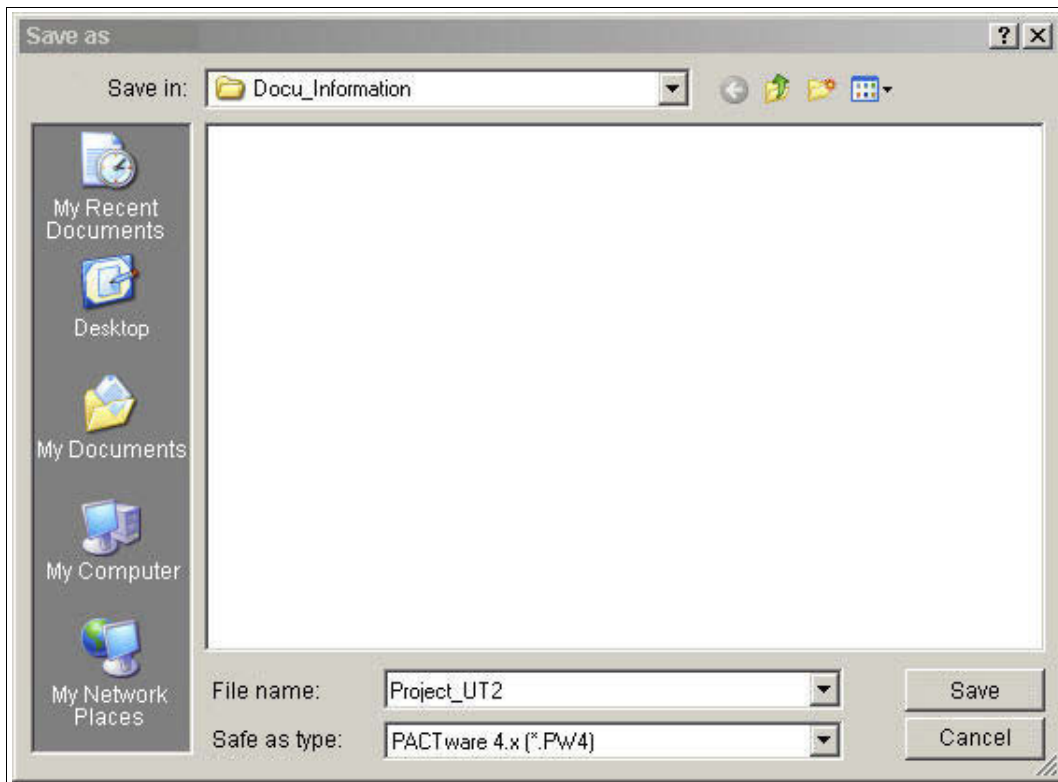 Save as
Save in:
Docu_Information
My Recent
Documents
Desktop
My Documents
My Computer
My Network
Places
File name:
Project_UT2
Save
Safe as type:
PACTware 4.x (*.PW4)
Cancel